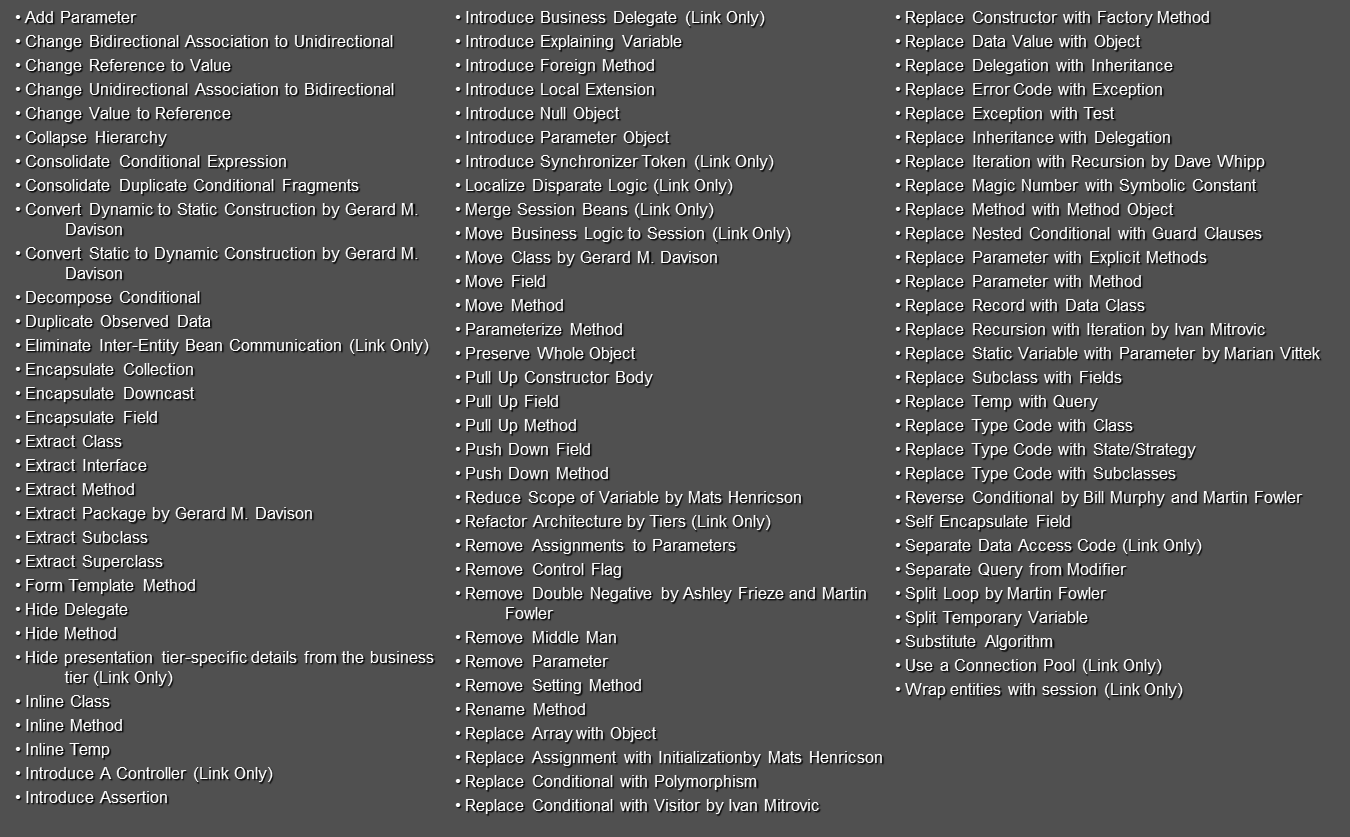 • Add Parameter
• Change Bidirectional Association to Unidirectional
• Change Reference to Value
• Change Unidirectional Association to Bidirectional
• Change Value to Reference
• Collapse Hierarchy
• Consolidate Conditional Expression
• Consolidate Duplicate Conditional Fragments
• Convert Dynamic to Static Construction by Gerard M.
Davison
• Convert Static to Dynamic Construction by Gerard M.
Davison
• Decompose Conditional
• Duplicate Observed Data
• Eliminate Inter-Entity Bean Communication (Link Only)
• Encapsulate Collection
• Encapsulate Downcast
• Encapsulate Field
• Extract Class
• Extract Interface
• Extract Method
• Extract Package by Gerard M. Davison
• Extract Subclass
• Extract Superclass
• Form Template Method
• Hide Delegate
• Hide Method
• Hide presentation tier-specific details from the business
tier (Link Only)
• Inline Class
• Inline Method
• Inline Temp
• Introduce A Controller (Link Only)
• Introduce Assertion
• Introduce Business Delegate (Link Only)
• Introduce Explaining Variable
• Introduce Foreign Method
• Introduce Local Extension
• Introduce Null Object
• Introduce Parameter Object
• Introduce Synchronizer Token (Link Only)
• Localize Disparate Logic (Link Only)
• Merge Session Beans (Link Only)
• Move Business Logic to Session (Link Only)
• Move Class by Gerard M. Davison
• Move Field
• Move Method
• Parameterize Method
• Preserve Whole Object
• Pull Up Constructor Body
• Pull Up Field
• Pull Up Method
• Push Down Field
• Push Down Method
• Reduce Scope of Variable by Mats Henricson
• Refactor Architecture by Tiers (Link Only)
• Remove Assignments to Parameters
• Remove Control Flag
• Remove Double Negative by Ashley Frieze and Martin
Fowler
• Remove Middle Man
• Remove Parameter
• Remove Setting Method
• Rename Method
• Replace Array with Object
• Replace Assignment with Initializationby Mats Henricson
• Replace Conditional with Polymorphism
• Replace Conditional with Visitor by Ivan Mitrovic
• Replace Constructor with Factory Method
• Replace Data Value with Object
• Replace Delegation with Inheritance
• Replace Error Code with Exception
• Replace Exception with Test
• Replace Inheritance with Delegation
• Replace Iteration with Recursion by Dave Whipp
• Replace Magic Number with Symbolic Constant
• Replace Method with Method Object
• Replace Nested Conditional with Guard Clauses
• Replace Parameter with Explicit Methods
• Replace Parameter with Method
• Replace Record with Data Class
• Replace Recursion with Iteration by Ivan Mitrovic
• Replace Static Variable with Parameter by Marian Vittek
• Replace Subclass with Fields
• Replace Temp with Query
• Replace Type Code with Class
• Replace Type Code with State/Strategy
• Replace Type Code with Subclasses
• Reverse Conditional by Bill Murphy and Martin Fowler
• Self Encapsulate Field
• Separate Data Access Code (Link Only)
• Separate Query from Modifier
• Split Loop by Martin Fowler
• Split Temporary Variable
• Substitute Algorithm
• Use a Connection Pool (Link Only)
• Wrap entities with session (Link Only)